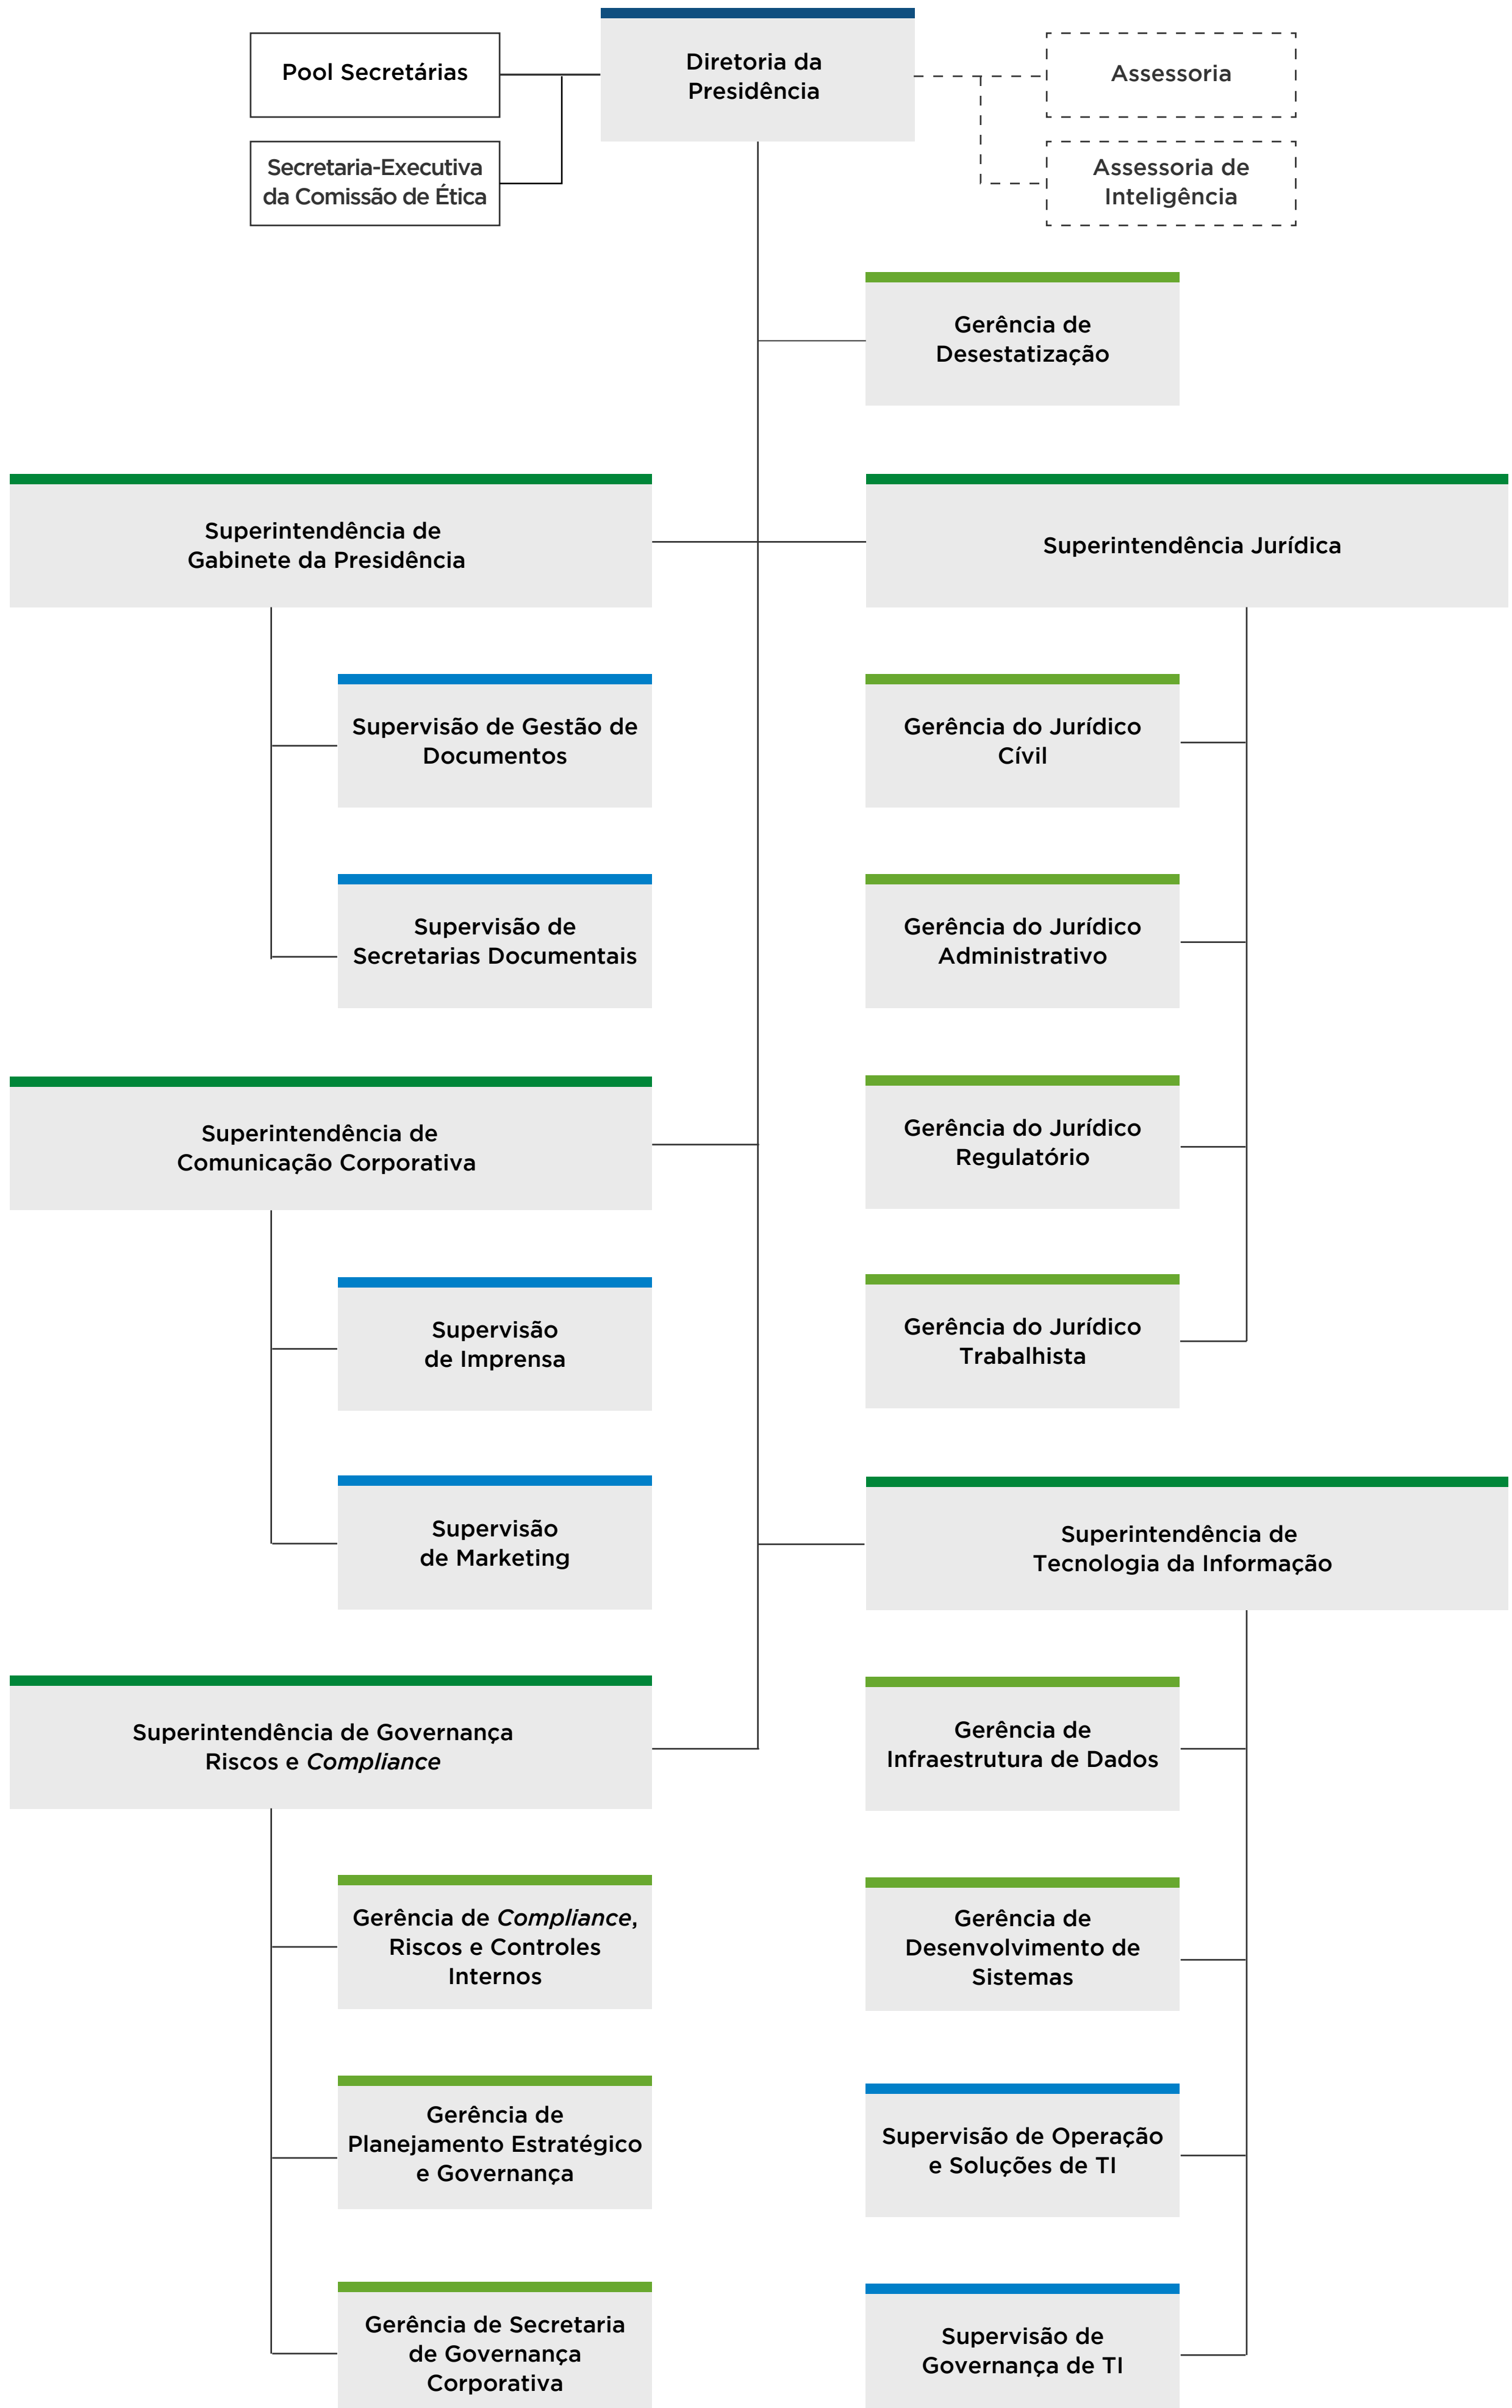 Pool Secretárias
Secretaria-Executiva
da Comissão de Ética
Diretoria da
Presidência
Assessoria
Assessoria de
Inteligência
Gerência de
Desestatização
Superintendência de
Gabinete da Presidência
Superintendência Jurídica
Supervisão de Gestão de
Documentos
Gerência do Jurídico
Cívil
Supervisão de
Secretarias Documentais
Gerência do Jurídico
Administrativo
Superintendência de
Comunicação Corporativa
Gerência do Jurídico
Regulatório
Supervisão
de Imprensa
Gerência do Jurídico
Trabalhista
Supervisão
de Marketing
Superintendência de
Tecnologia da Informação
Superintendência de Governança
Riscos e Compliance
Gerência de
Infraestrutura de Dados
Gerência de Compliance,
Riscos e Controles
Internos
Gerência de
Desenvolvimento de
Sistemas
Gerência de
Planejamento Estratégico
e Governança
Supervisão de Operação
e Soluções de TI
Gerência de Secretaria
de Governança
Corporativa
Supervisão de
Governança de TI